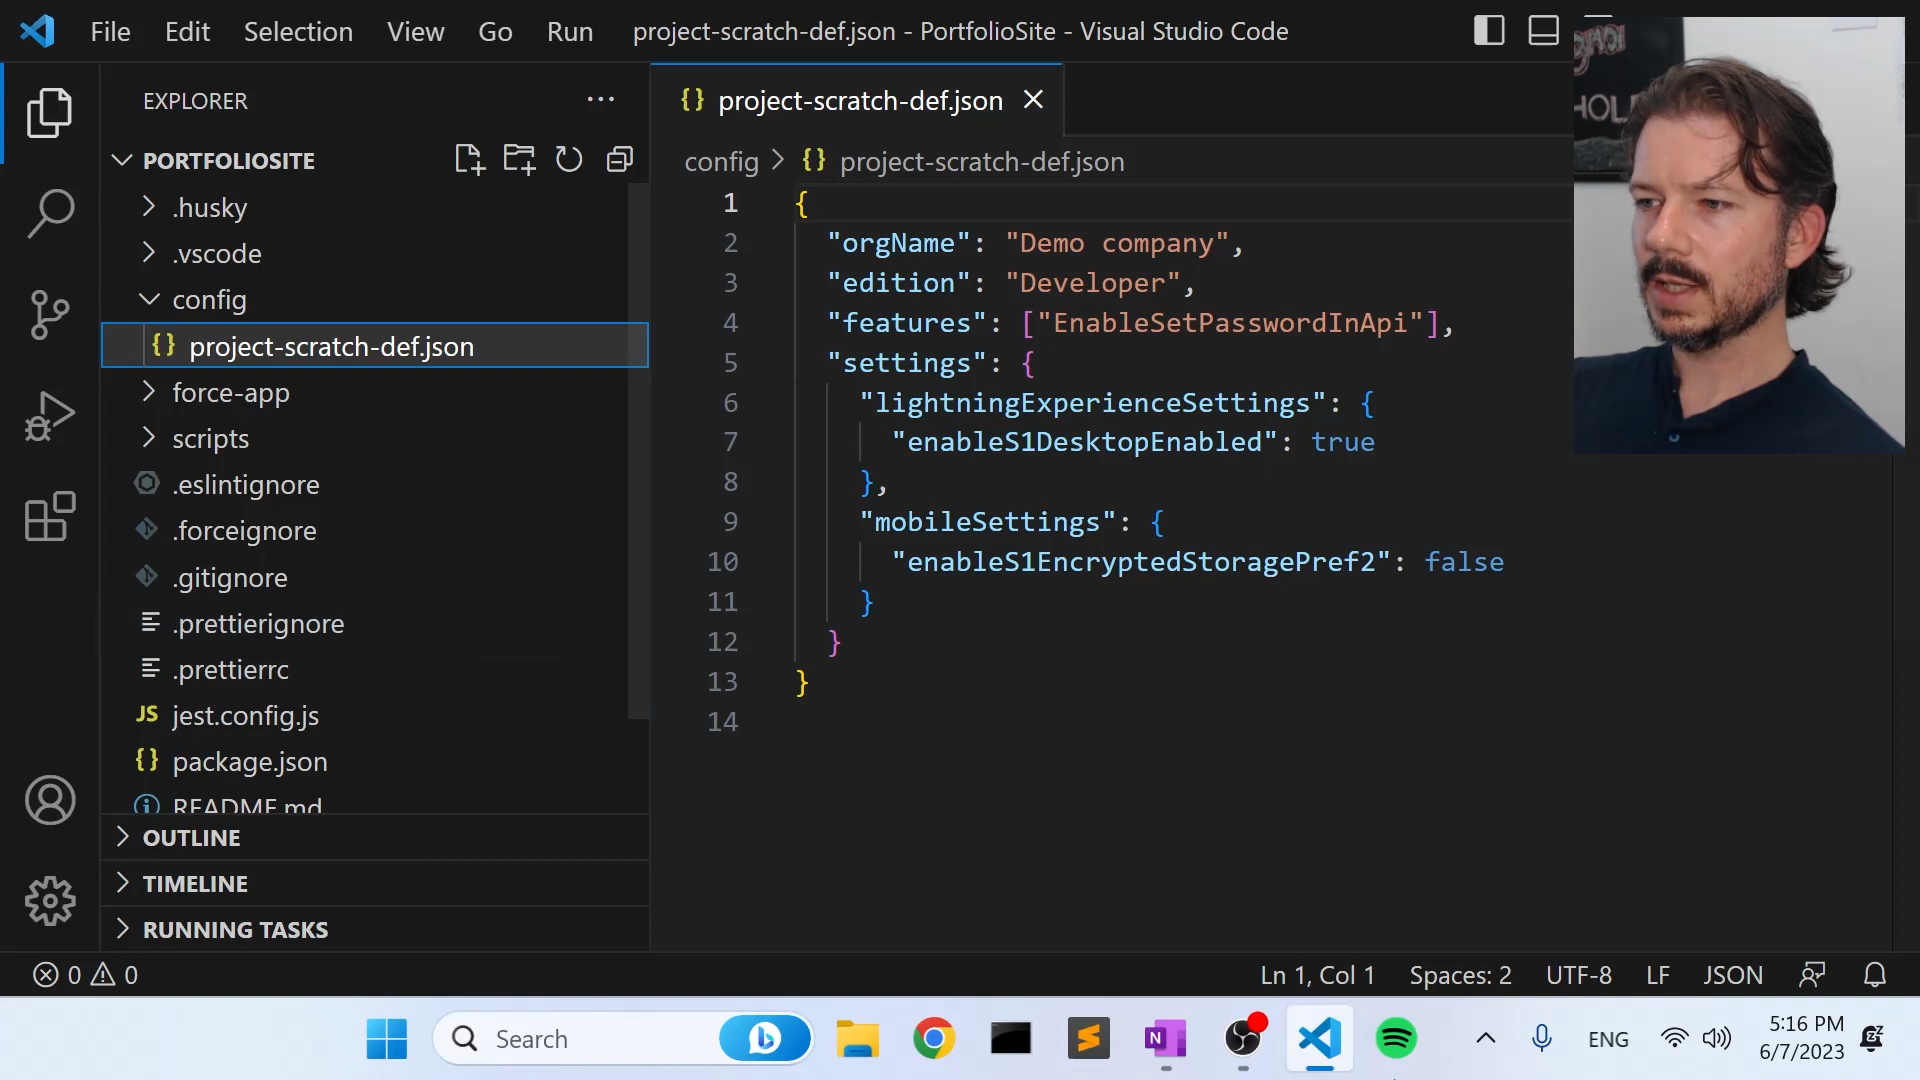 File Edit Selection View Go Run project-scratch-def.json - PortfolioSite - Visual Studio Code
EXPLORER ···
PORTFOLIOSITE
.husky
.vscode
config
{} project-scratch-def.json
force-app
scripts
.eslintignore
.forceignore
.gitignore
.prettierignore
.prettierrc
JS jest.config.js
{} package.json
README.md
OUTLINE
TIMELINE
RUNNING TASKS
{} project-scratch-def.json
config > {} project-scratch-def.json
1 {
2 "orgName": "Demo company",
3 "edition": "Developer",
4 "features": ["EnableSetPasswordInApi"],
5 "settings": {
6 "lightningExperienceSettings": {
7 "enableS1DesktopEnabled": true
8 },
9 "mobileSettings": {
10 "enableS1EncryptedStoragePref2": false
11 }
12 }
13 }
14
0 0
Ln 1, Col 1 Spaces: 2 UTF-8 LF JSON
Search
N
ENG
5:16 PM
6/7/2023